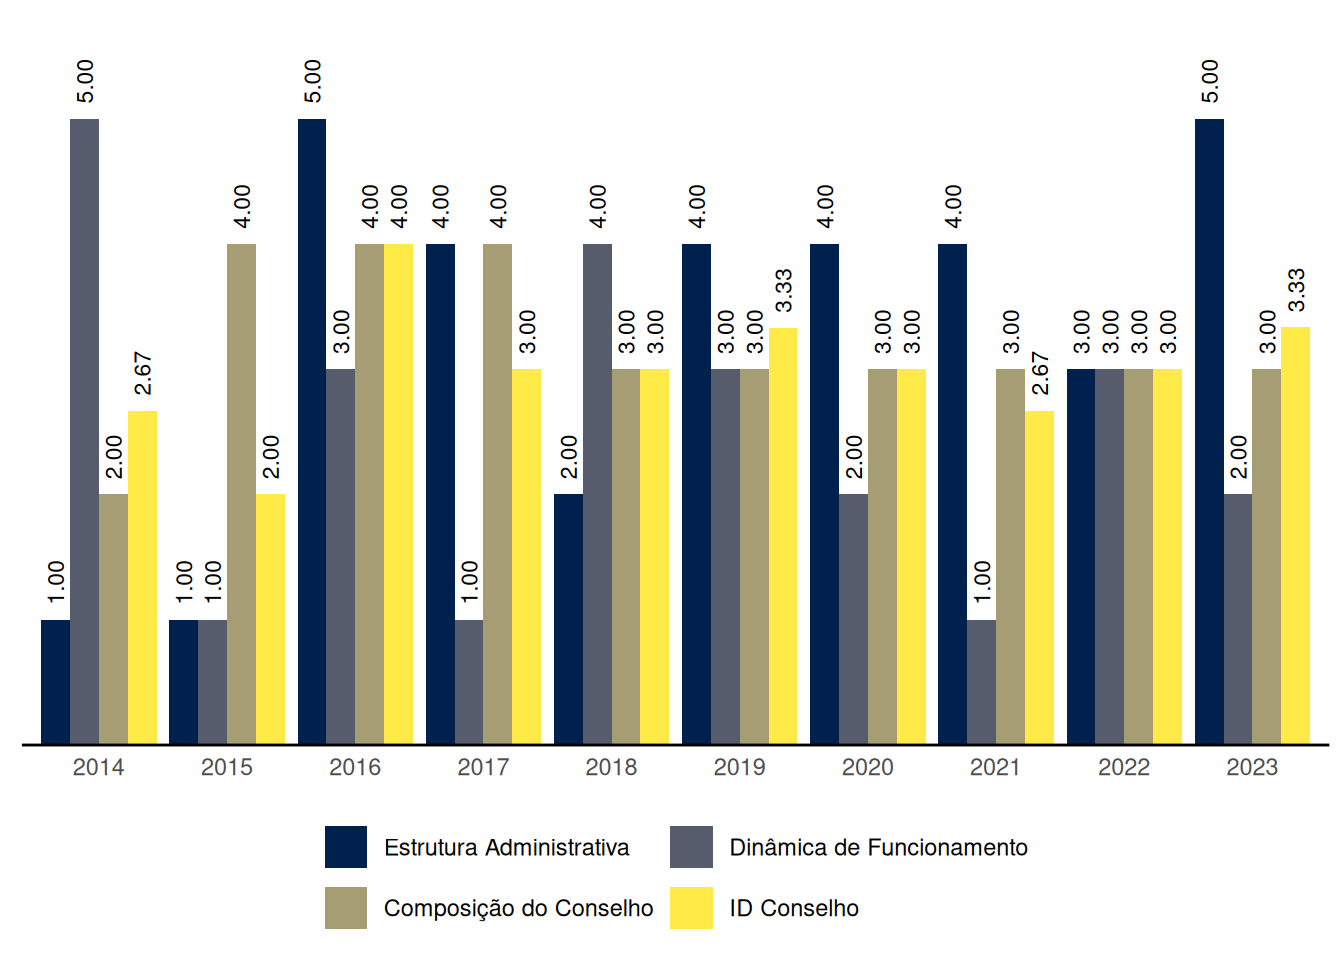 5.00 5.00 5.00
4.00 4.00 4.00 4.00 4.00 4.00 4.00 4.00 4.00
3.33 3.33
3.00 3.00 3.00 3.00 3.00 3.00 3.00 3.00 3.00 3.00 3.00 3.00 3.00 3.00
2.67 2.67
2.00 2.00 2.00 2.00 2.00
1.00 1.00 1.00 1.00 1.00
2014 2015 2016 2017 2018 2019 2020 2021 2022 2023
Estrutura Administrativa Dinâmica de Funcionamento
Composição do Conselho ID Conselho